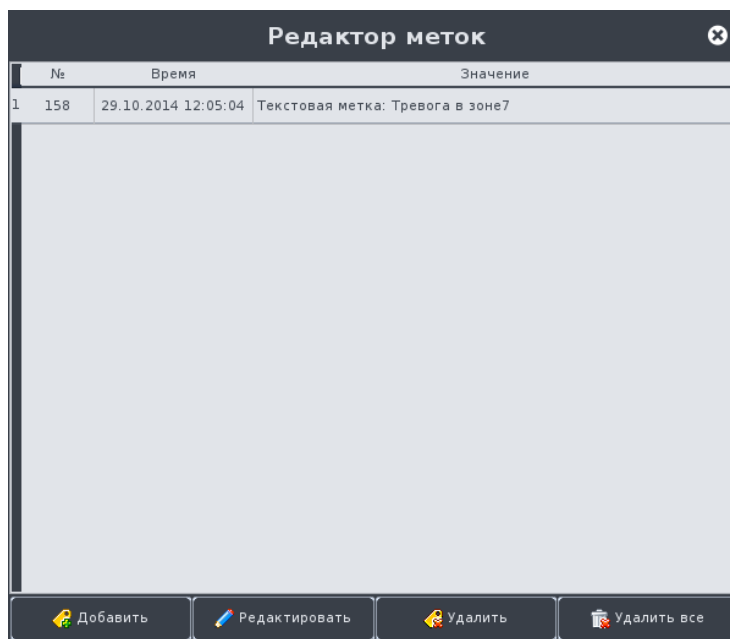 Редактор меток
№ Время Значение
1 158 29.10.2014 12:05:04 Текстовая метка: Тревога в зоне7
Добавить Редактировать Удалить Удалить все